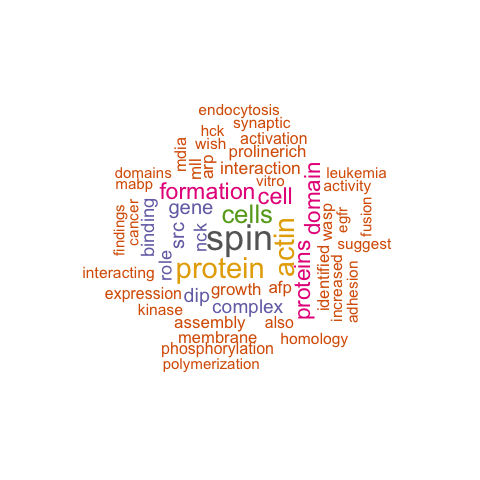 endocytosis
synaptic
hck
activation
wish
prolinerich
mdia
mll
arp
interaction
domains
vitro
leukemia
mabp
formation
cell
domain
activity
findings
cancer
binding
gene
cells
fusion
egfr
wasp
src
nck
spin
actin
suggest
role
protein
proteins
identified
increased
adhesion
interacting
growth
afp
expression
dip
complex
kinase
assembly
also
membrane
homology
phosphorylation
polymerization